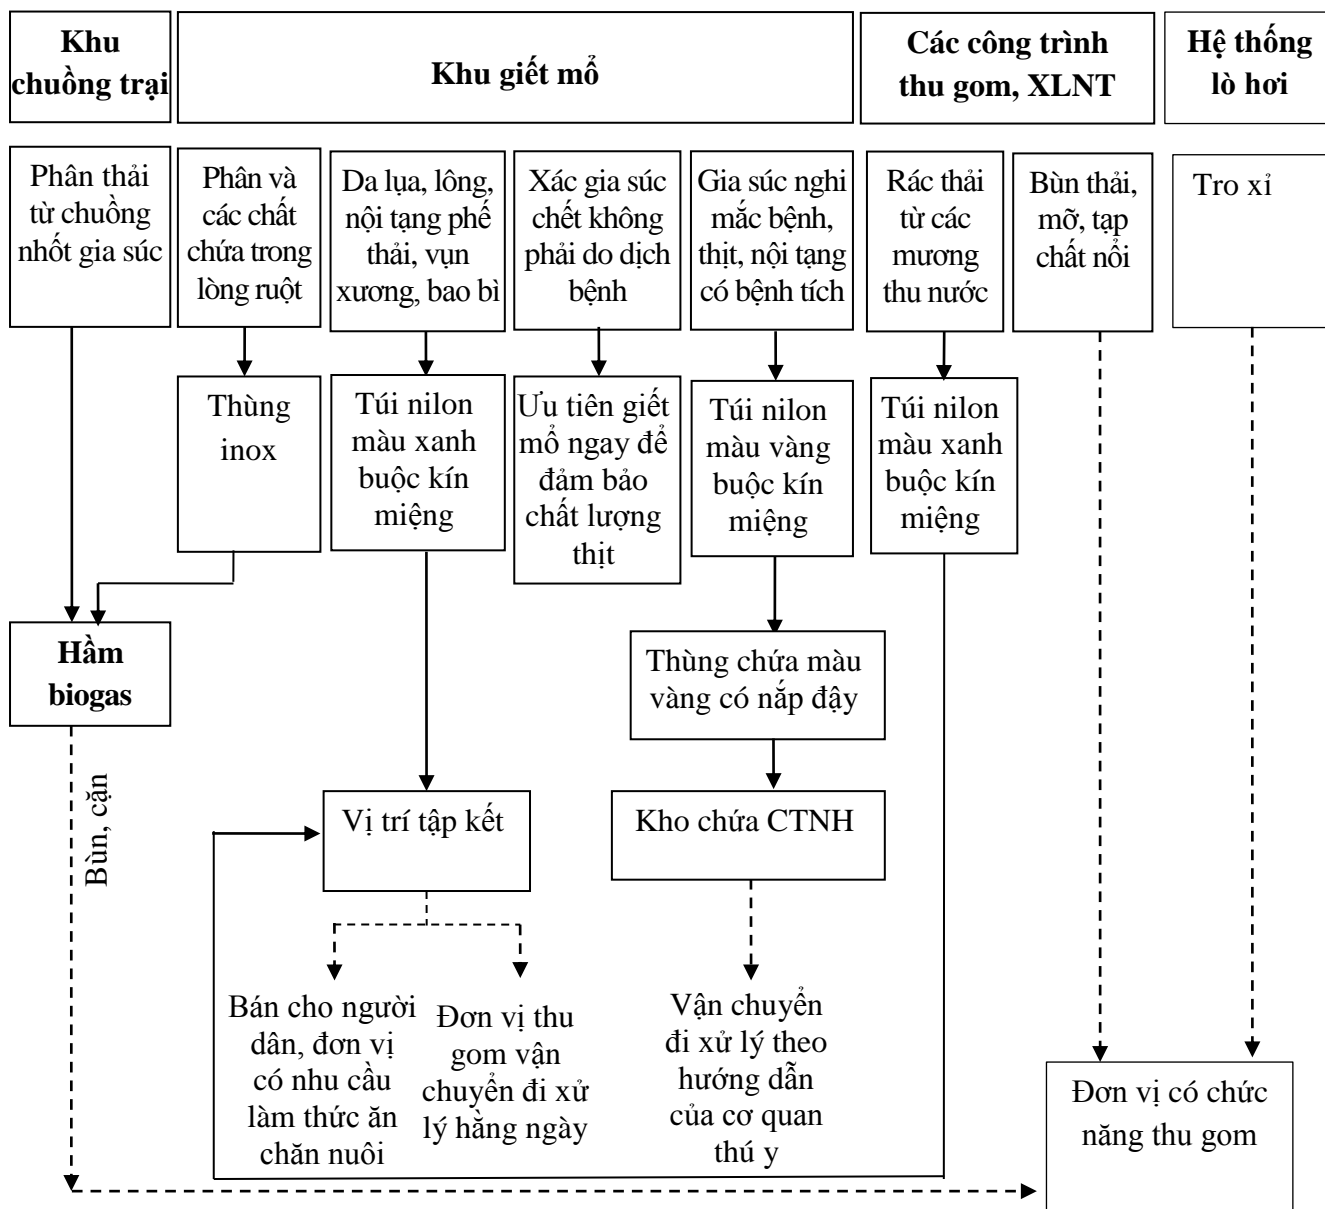 Khu
chuồng trại
Khu giết mổ
Các công trình
thu gom, XLNT
Hệ thống
lò hơi
Phân thải
từ chuồng
nhốt gia súc
Phân và
các chất
chứa trong
lòng ruột
Da lụa, lông,
nội tạng phế
thải, vụn
xương, bao bì
Xác gia súc
chết không
phải do dịch
bệnh
Gia súc nghi
mắc bệnh,
thịt, nội tạng
có bệnh tích
Rác thải
từ các
mương
thu nước
Bùn thải,
mỡ, tạp
chất nổi
Tro xỉ
Thùng
inox
Túi nilon
màu xanh
buộc kín
miệng
Ưu tiên giết
mổ ngay để
đảm bảo
chất lượng
thịt
Túi nilon
màu vàng
buộc kín
miệng
Túi nilon
màu xanh
buộc kín
miệng
Hầm
biogas
Thùng chứa màu
vàng có nắp đậy
Bùn, cặn
Vị trí tập kết
Kho chứa CTNH
Bán cho người
dân, đơn vị
có nhu cầu
làm thức ăn
chăn nuôi
Đơn vị thu
gom vận
chuyển đi xử
lý hằng ngày
Vận chuyển
đi xử lý theo
hướng dẫn
của cơ quan
thú y
Đơn vị có chức
năng thu gom